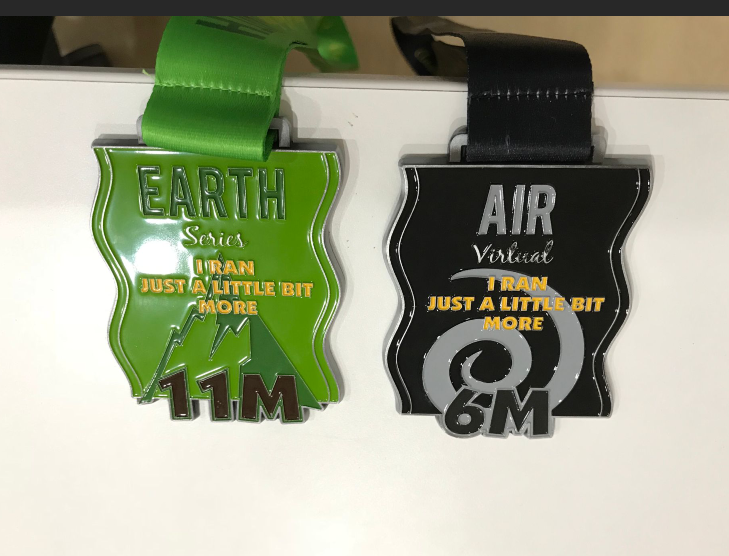 EARTH
Series
I RAN
JUST A LITTLE BIT
MORE
11M
AIR
Virtual
I RAN
JUST A LITTLE BIT
MORE
6M